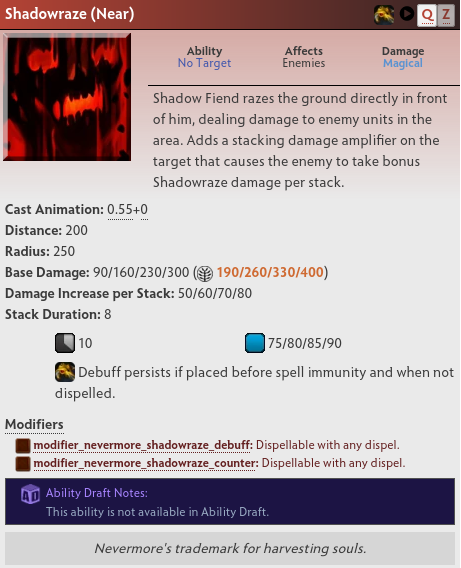 Shadowraze (Near)
Q Z
Ability Affects Damage
No Target Enemies Magical
Shadow Fiend razes the ground directly in front
of him, dealing damage to enemy units in the
area. Adds a stacking damage amplifier on the
target that causes the enemy to take bonus
Shadowraze damage per stack.
Cast Animation: 0.55+0
Distance: 200
Radius: 250
Base Damage: 90/160/230/300 ( 190/260/330/400)
Damage Increase per Stack: 50/60/70/80
Stack Duration: 8
10 75/80/85/90
Debuff persists if placed before spell immunity and when not
dispelled.
Modifiers
modifier_nevermore_shadowraze_debuff: Dispellable with any dispel.
modifier_nevermore_shadowraze_counter: Dispellable with any dispel.
Ability Draft Notes:
This ability is not available in Ability Draft.
Nevermore's trademark for harvesting souls.